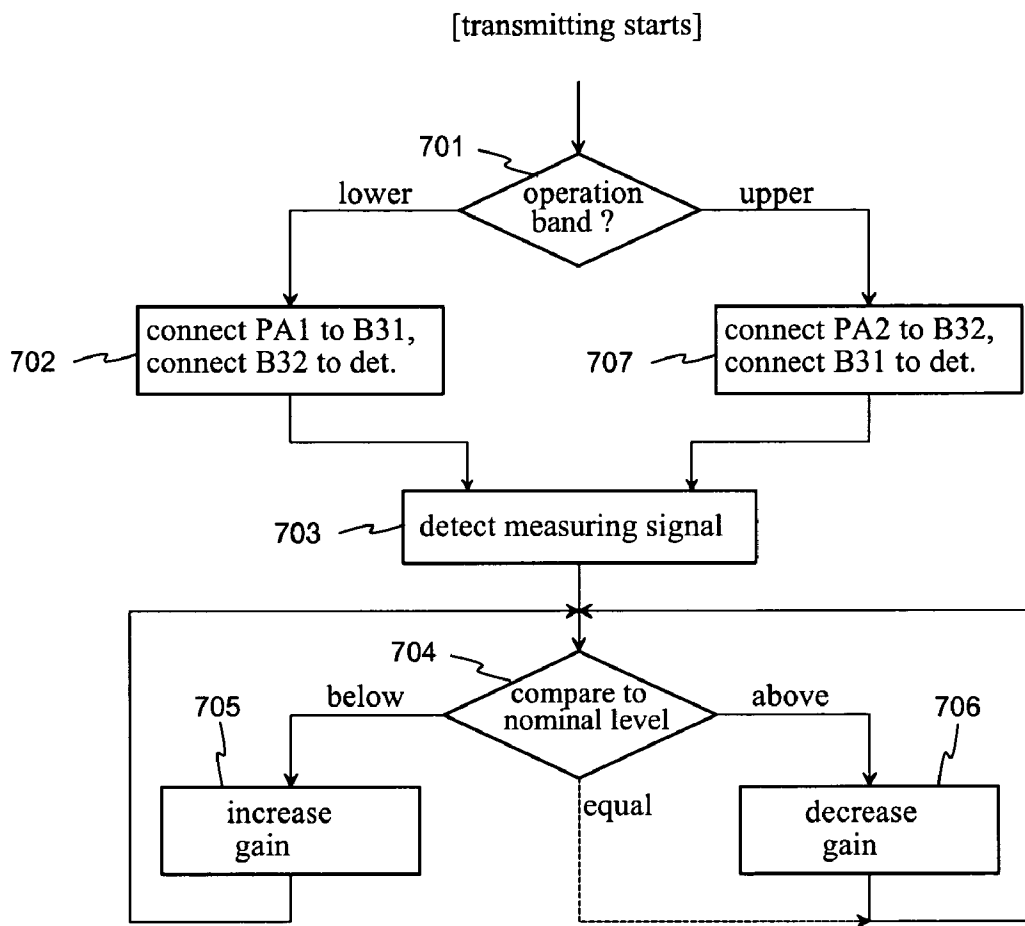 [transmitting starts]
701
lower
operation
band ?
upper
connect PA1 to B31,
connect B32 to det.
702
connect PA2 to B32,
connect B31 to det.
707
detect measuring signal
703
704
below
compare to
nominal level
above
705
706
increase
gain
equal
decrease
gain